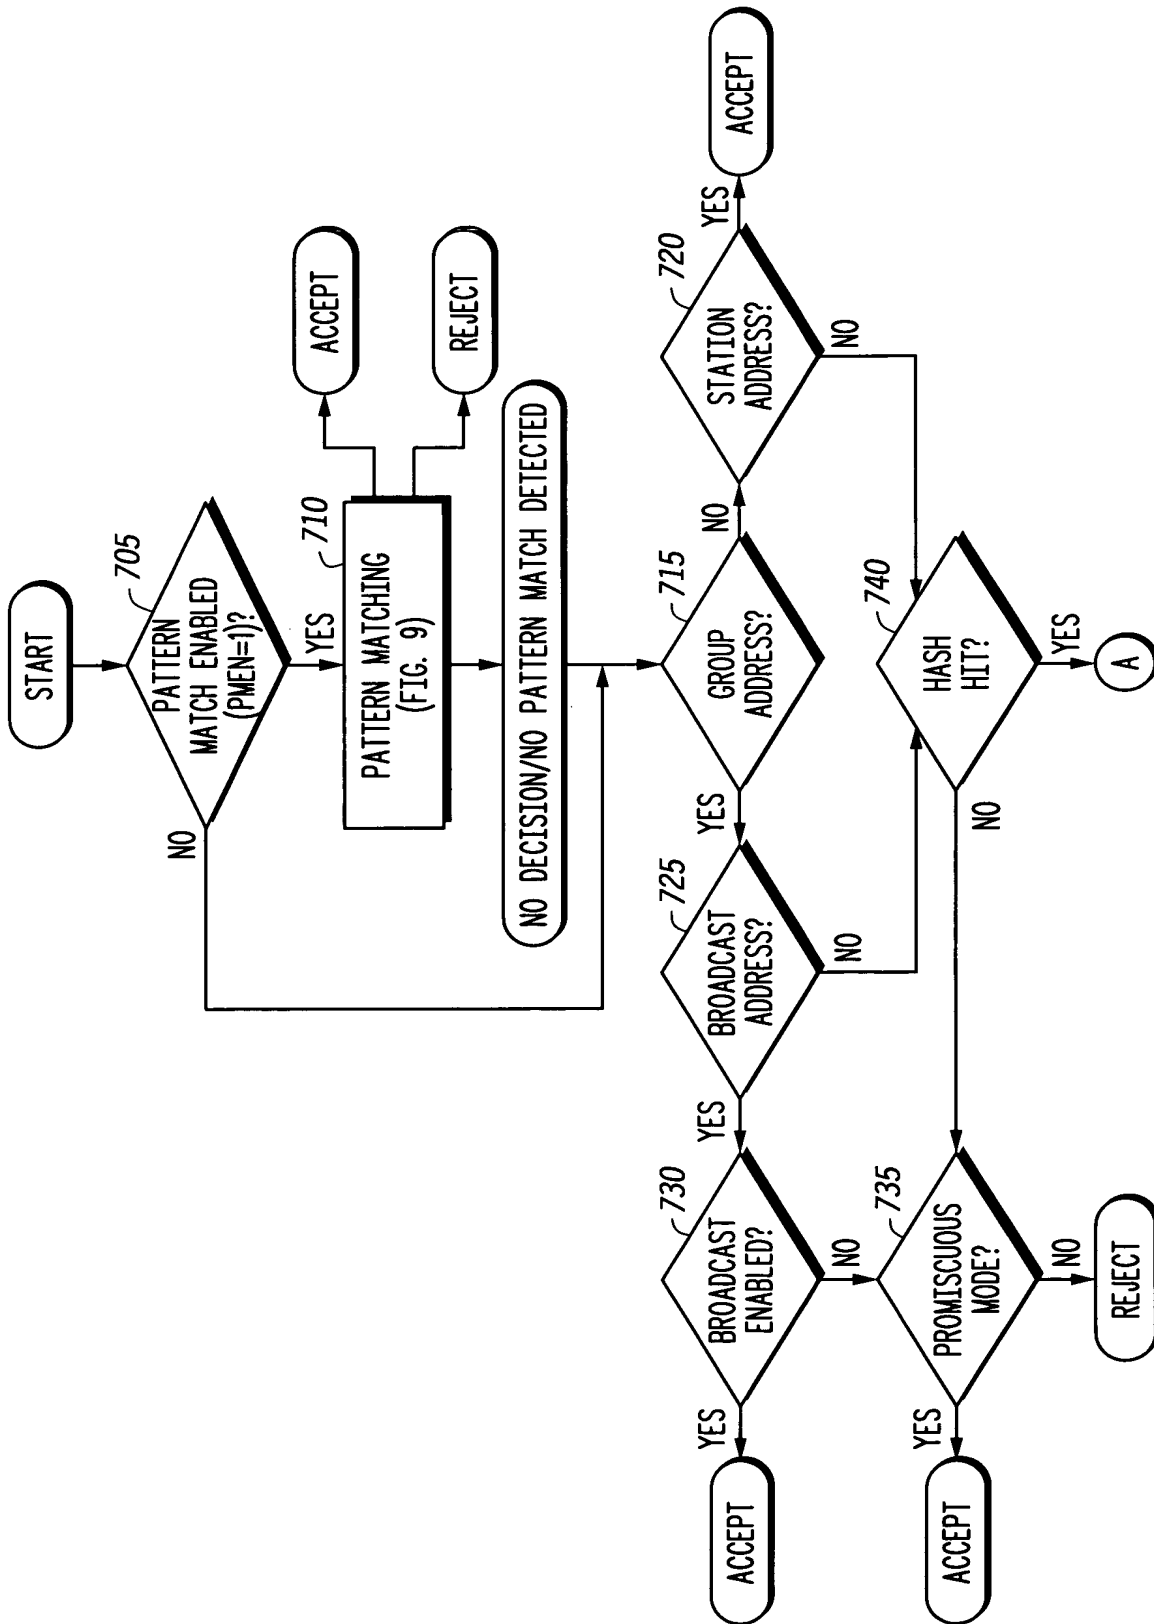 START
705
PATTERN
MATCH ENABLED
(PMEN=1)?
NO
YES
710
PATTERN MATCHING
(FIG. 9)
ACCEPT
REJECT
NO DECISION/NO PATTERN MATCH DETECTED
715
GROUP
ADDRESS?
YES
NO
720
STATION
ADDRESS?
YES
ACCEPT
NO
725
BROADCAST
ADDRESS?
YES
NO
730
BROADCAST
ENABLED?
YES
ACCEPT
NO
735
PROMISCUOUS
MODE?
YES
ACCEPT
NO
REJECT
740
HASH
HIT?
NO
YES
A